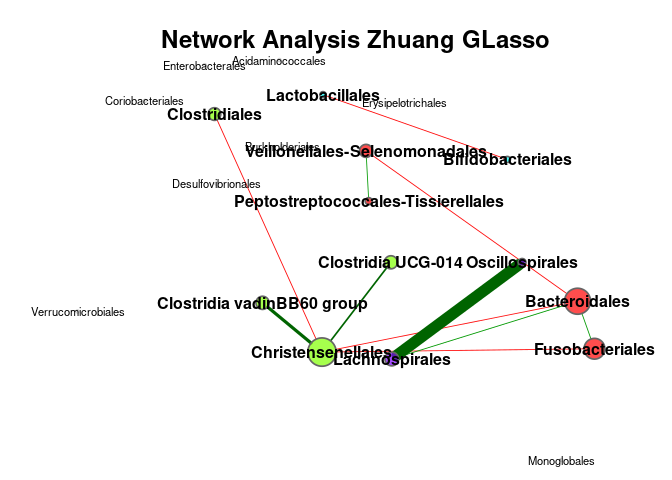 Network Analysis Zhuang GLasso
Acidaminococcales
Enterobacterales
Lactobacillales
Coriobacteriales
Erysipelotrichales
Clostridiales
Burkholderiales
Veillonellales-Selenomonadales
Bifidobacteriales
Desulfovibrionales
Peptostreptococcales-Tissierellales
Clostridia UCG-014
Oscillospirales
Clostridia vadinBB60 group
Bacteroidales
Verrucomicrobiales
Christensenellales
Fusobacteriales
Lachnospirales
Monoglobales